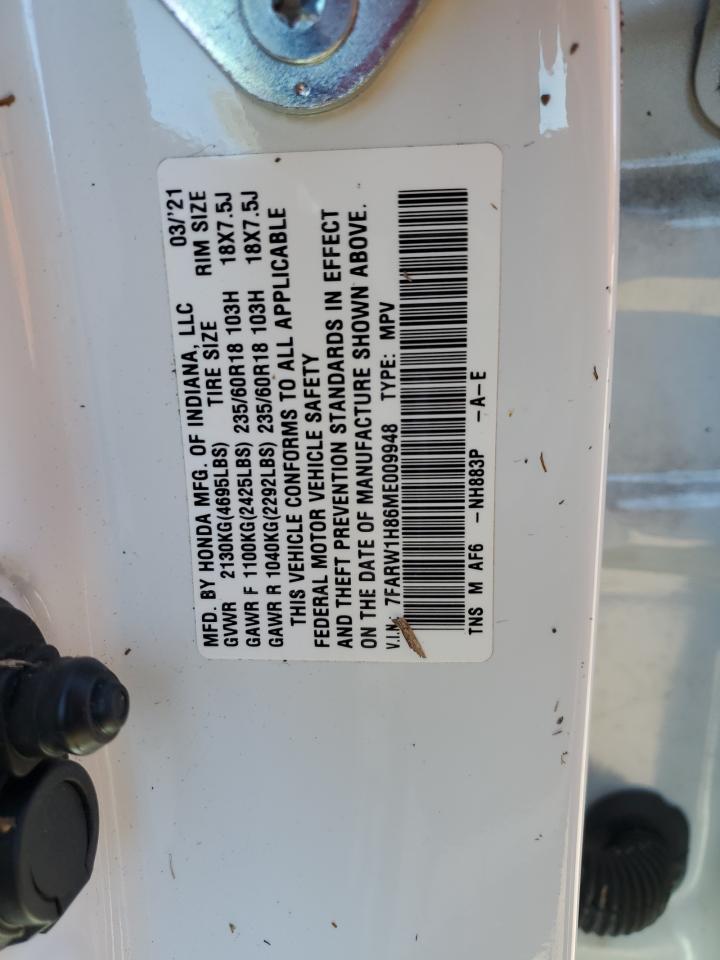 MFD. BY HONDA MFG. OF INDIANA, LLC 03/'21
GVWR 2130KG(4695LBS) TIRE SIZE RIM SIZE
GAWR F 1100KG(2425LBS) 235/60R18 103H 18X7.5J
GAWR R 1040KG(2292LBS) 235/60R18 103H 18X7.5J
THIS VEHICLE CONFORMS TO ALL APPLICABLE
FEDERAL MOTOR VEHICLE SAFETY
AND THEFT PREVENTION STANDARDS IN EFFECT
ON THE DATE OF MANUFACTURE SHOWN ABOVE.
V.I.N.: 7FARW1H86ME009948 TYPE: MPV
TNS M AF6 -NH883P -A-E